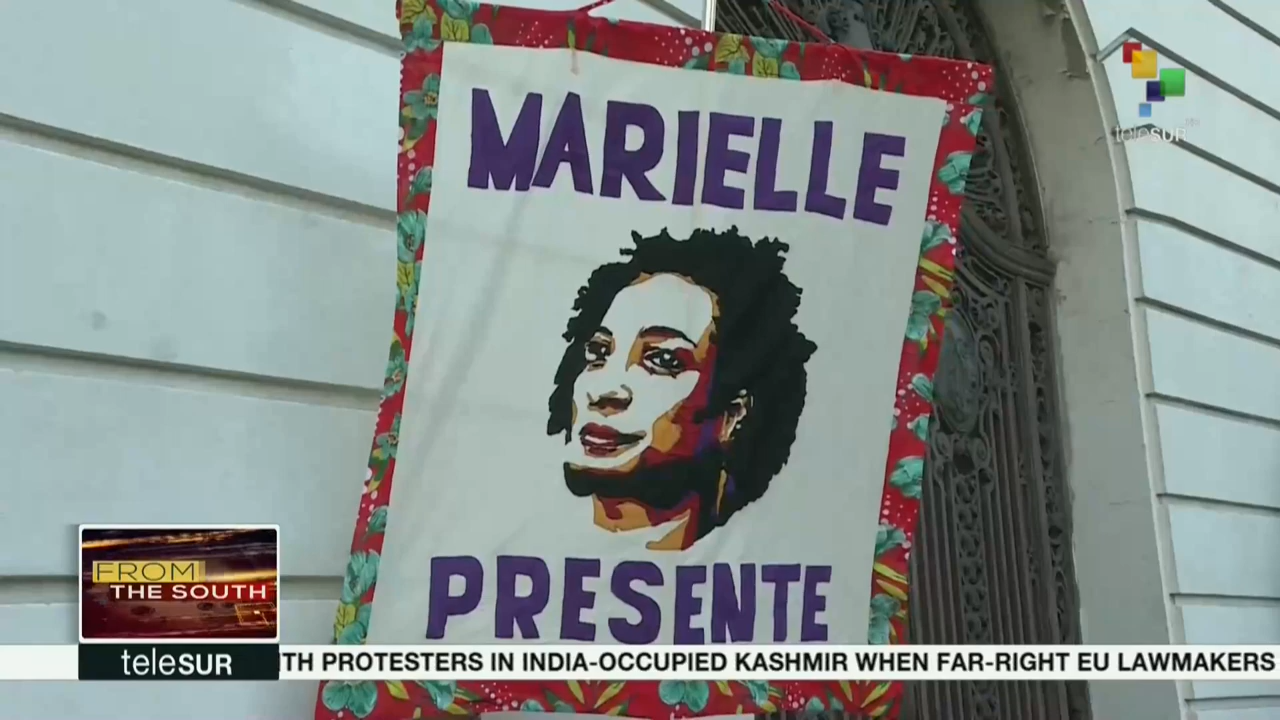 MARIELLE
teleSUR
PRESENTE
FROM
THE SOUTH
teleSUR
TH PROTESTERS IN INDIA-OCCUPIED KASHMIR WHEN FAR-RIGHT EU LAWMAKERS